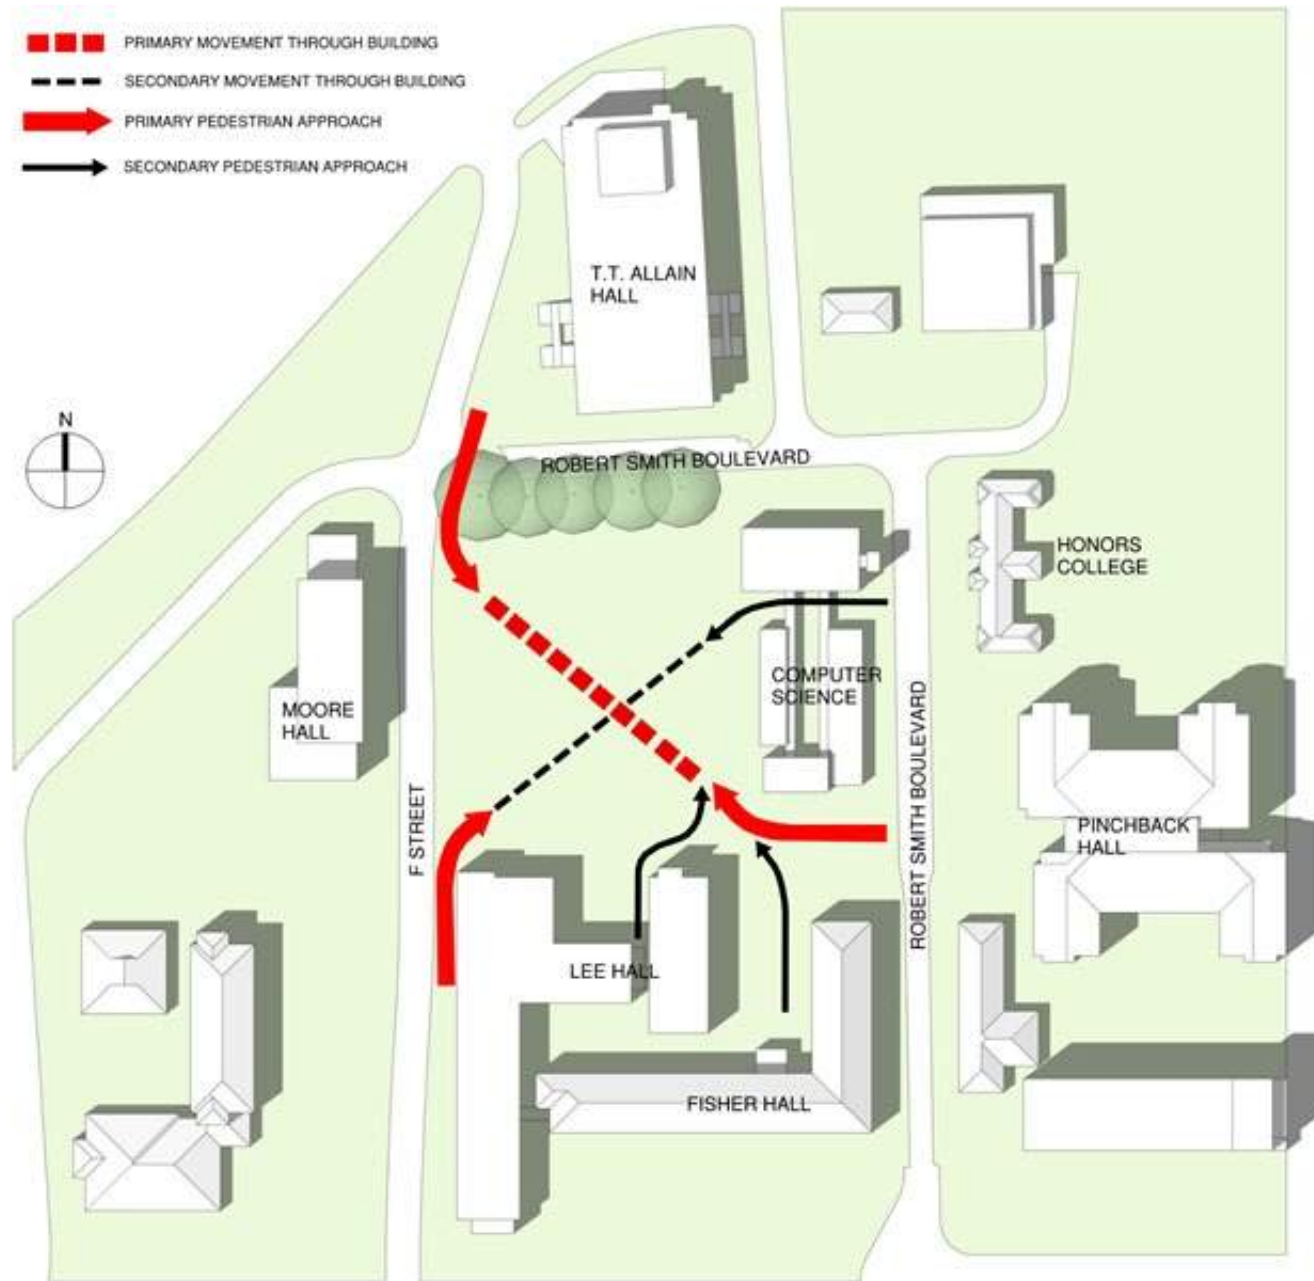 PRIMARY MOVEMENT THROUGH BUILDING
SECONDARY MOVEMENT THROUGH BUILDING
PRIMARY PEDESTRIAN APPROACH
SECONDARY PEDESTRIAN APPROACH
T.T. ALLAIN
HALL
N
ROBERT SMITH BOULEVARD
HONORS
COLLEGE
COMPUTER
SCIENCE
MOORE
HALL
ROBERT SMITH BOULEVARD
F STREET
PINCHBACK
HALL
LEE HALL
FISHER HALL